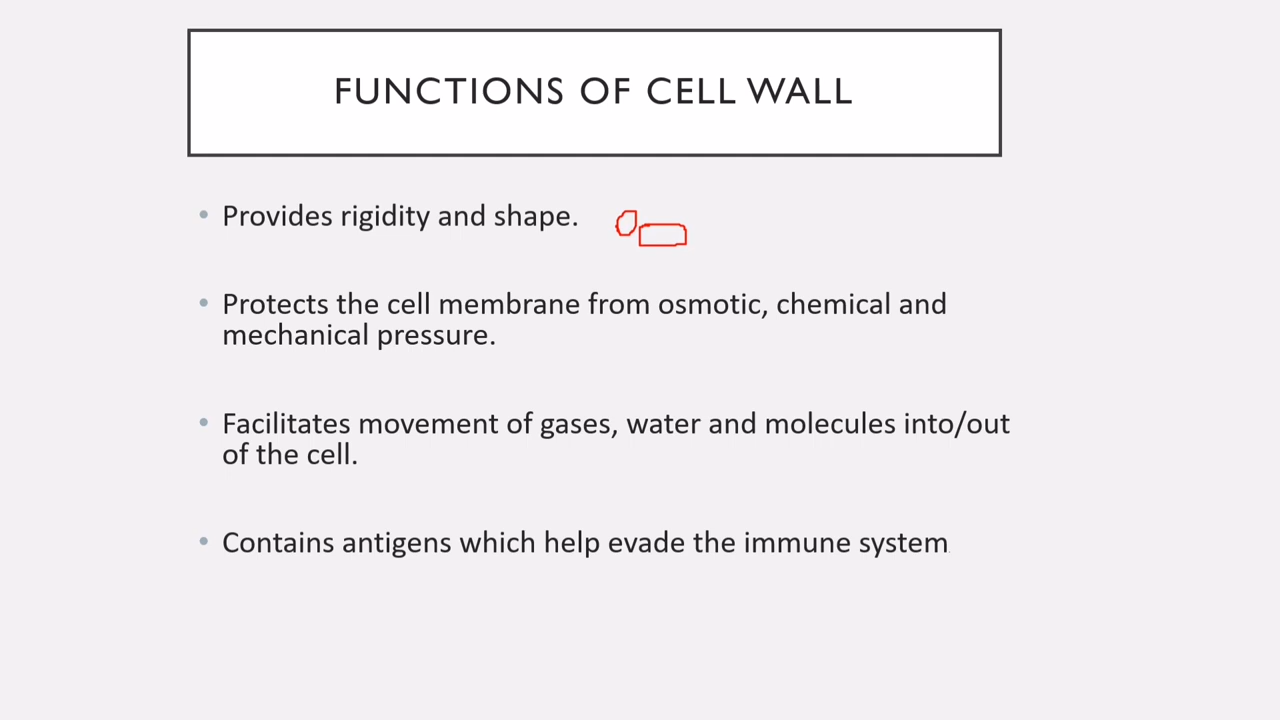 FUNCTIONS OF CELL WALL
• Provides rigidity and shape.
• Protects the cell membrane from osmotic, chemical and
mechanical pressure.
• Facilitates movement of gases, water and molecules into/out
of the cell.
• Contains antigens which help evade the immune system